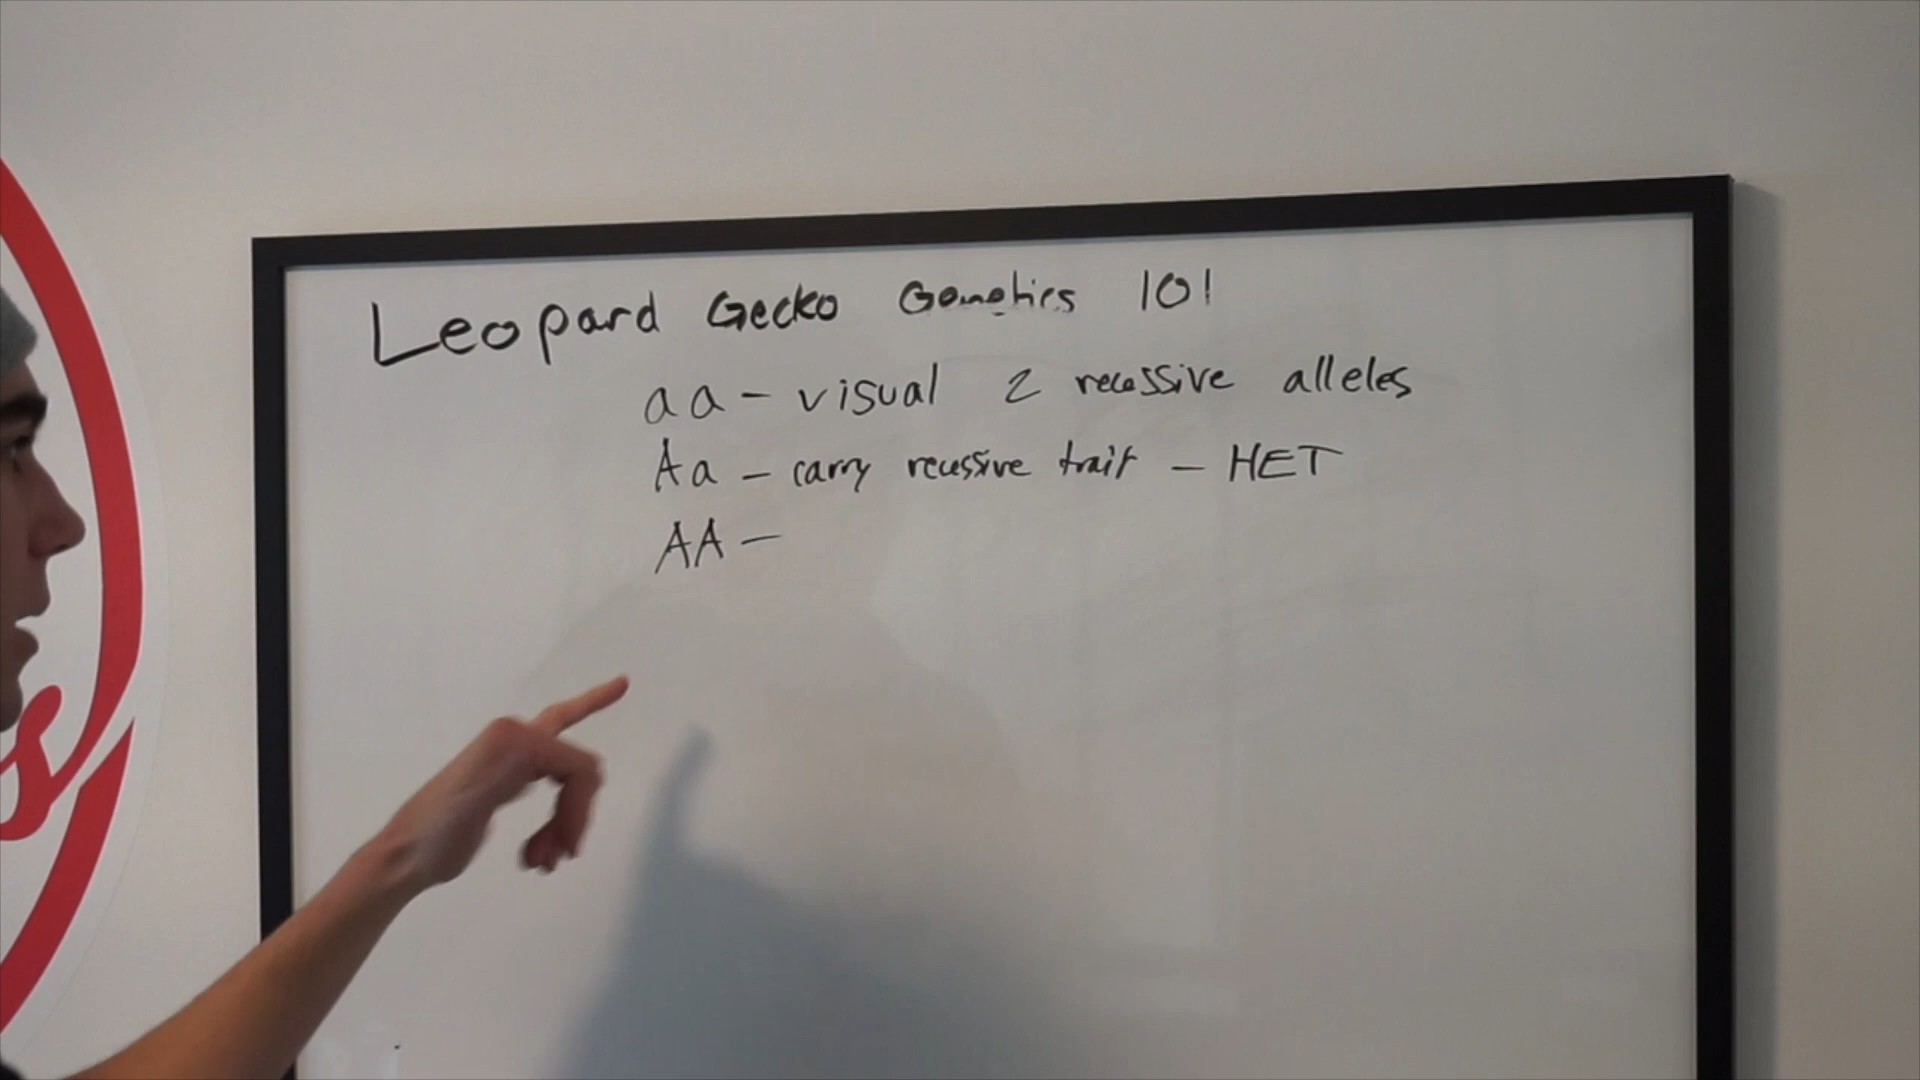 Leopard Gecko Genetics 101
aa - visual 2 recessive alleles
Aa - carry recessive trait - HET
AA -
s